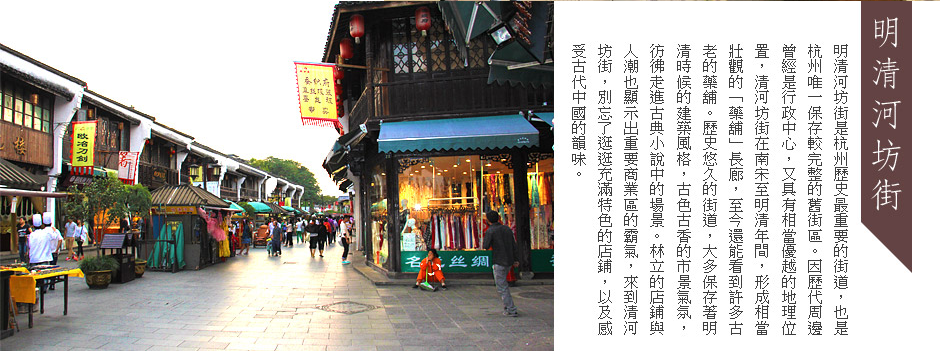 明清河坊街
明清河坊街是杭州歷史最重要的街道，也是
杭州唯一保存較完整的舊街區。因歷代周邊
曾經是行政中心，又具有相當優越的地理位
置，清河坊街在南宋至明清年間，形成相當
壯觀的「藥舖」長廊，至今還能看到許多古
老的藥舖。歷史悠久的街道，大多保存著明
清時候的建築風格，古色古香的市景氣氛，
彷彿走進古典小說中的場景。林立的店舖與
人潮也顯示出重要商業區的霸氣，來到清河
坊街，別忘了逛逛充滿特色的店鋪，以及感
受古代中國的韻味。
歐冶刀剑
絲綢